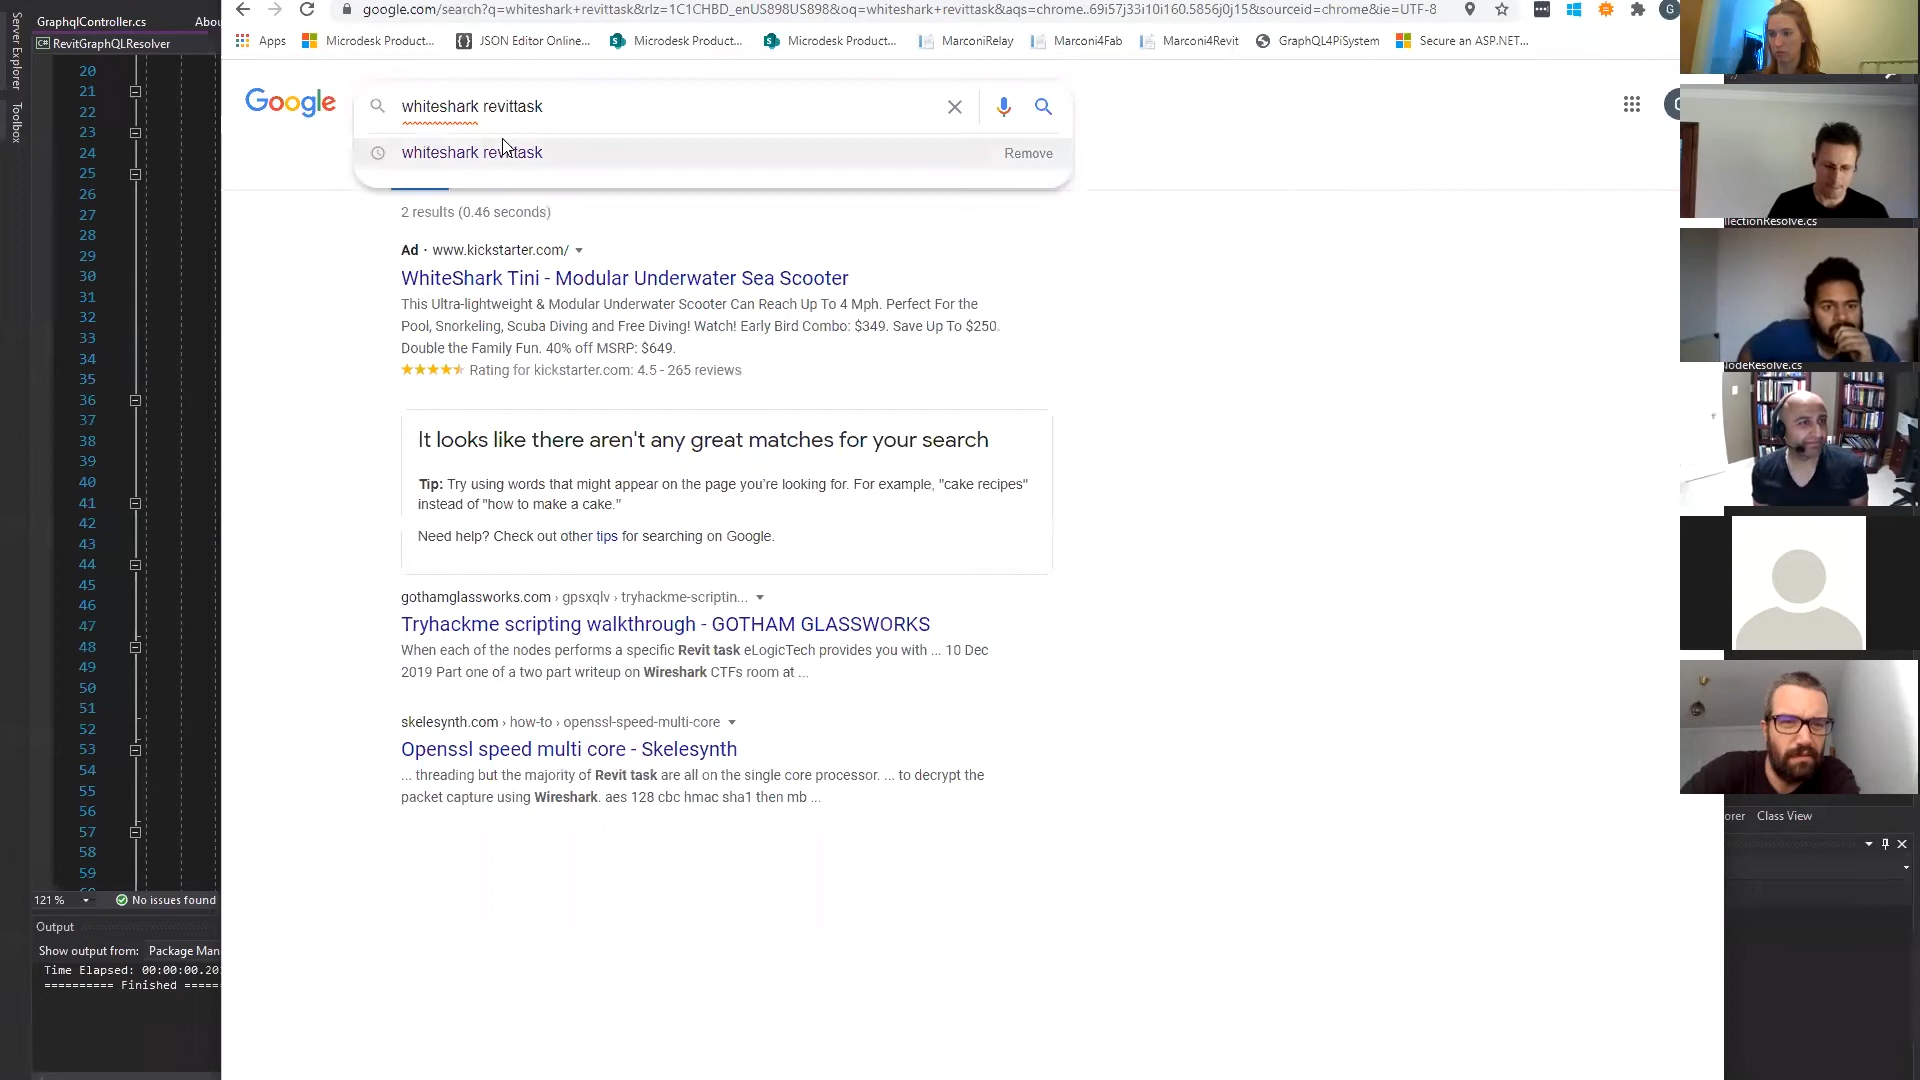 GraphqlController.cs
Abou
RevitGraphQLResolver
Server Explorer
Toolbox
google.com/search?q=whiteshark+revittask&rlz=1C1CHBD_enUS898US898&oq=whiteshark+revittask&aqs=chrome..69i57j33i10i160.5856j0j15&sourceid=chrome&ie=UTF-8
Apps
Microdesk Product...
JSON Editor Online...
Microdesk Product...
Microdesk Product...
MarconiRelay
Marconi4Fab
Marconi4Revit
GraphQL4PiSystem
Secure an ASP.NET...
Google
whiteshark revittask
whiteshark revittask
Remove
2 results (0.46 seconds)
Ad · www.kickstarter.com/
WhiteShark Tini - Modular Underwater Sea Scooter
This Ultra-lightweight & Modular Underwater Scooter Can Reach Up To 4 Mph. Perfect For the
Pool, Snorkeling, Scuba Diving and Free Diving! Watch! Early Bird Combo: $349. Save Up To $250.
Double the Family Fun. 40% off MSRP: $649.
Rating for kickstarter.com: 4.5 - 265 reviews
It looks like there aren't any great matches for your search
Tip: Try using words that might appear on the page you're looking for. For example, "cake recipes"
instead of "how to make a cake."
Need help? Check out other tips for searching on Google.
gothamglassworks.com › gpsxqlv › tryhackme-scriptin...
Tryhackme scripting walkthrough - GOTHAM GLASSWORKS
When each of the nodes performs a specific Revit task eLogicTech provides you with ... 10 Dec
2019 Part one of a two part writeup on Wireshark CTFs room at ...
skelesynth.com › how-to › openssl-speed-multi-core
Openssl speed multi core - Skelesynth
... threading but the majority of Revit task are all on the single core processor. ... to decrypt the
packet capture using Wireshark. aes 128 cbc hmac sha1 then mb ...
20
21
22
23
24
25
26
27
28
29
30
31
32
33
34
35
36
37
38
39
40
41
42
43
44
45
46
47
48
49
50
51
52
53
54
55
56
57
58
59
121 %
No issues found
Output
Show output from:
Package Man
Time Elapsed: 00:00:00.20
========== Finished =====
llectionResolve.cs
NodeResolve.cs
orer
Class View
G